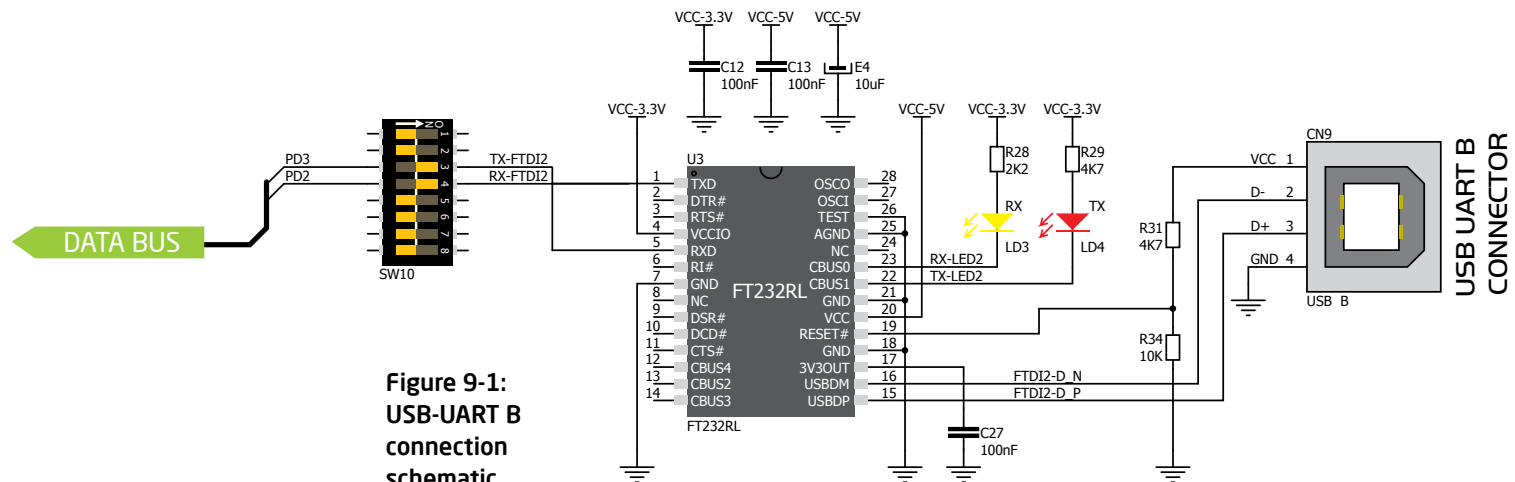 VCC-3.3V
VCC-5V
VCC-5V
C12
100nF
C13
100nF
E4
10uF
VCC-3.3V
VCC-5V
VCC-3.3V
VCC-3.3V
DATA BUS
PD3
PD2
ON
1
2
3
4
5
6
7
8
SW10
TX-FTDI2
RX-FTDI2
U3
1 TXD
2 DTR#
3 RTS#
4 VCCIO
5 RXD
6 RI#
7 GND
8 NC
9 DSR#
10 DCD#
11 CTS#
12 CBUS4
13 CBUS2
14 CBUS3
FT232RL
OSCO 28
OSCI 27
TEST 26
AGND 25
NC 24
CBUS0 23
CBUS1 22
GND 21
VCC 20
RESET# 19
GND 18
3V3OUT 17
USBDM 16
USBDP 15
FT232RL
R28
2K2
R29
4K7
RX
LD3
TX
LD4
RX-LED2
TX-LED2
FTDI2-D_N
FTDI2-D_P
C27
100nF
R31
4K7
R34
10K
CN9
VCC 1
D- 2
D+ 3
GND 4
USB B
USB UART B
CONNECTOR
Figure 9-1:
USB-UART B
connection
schematic